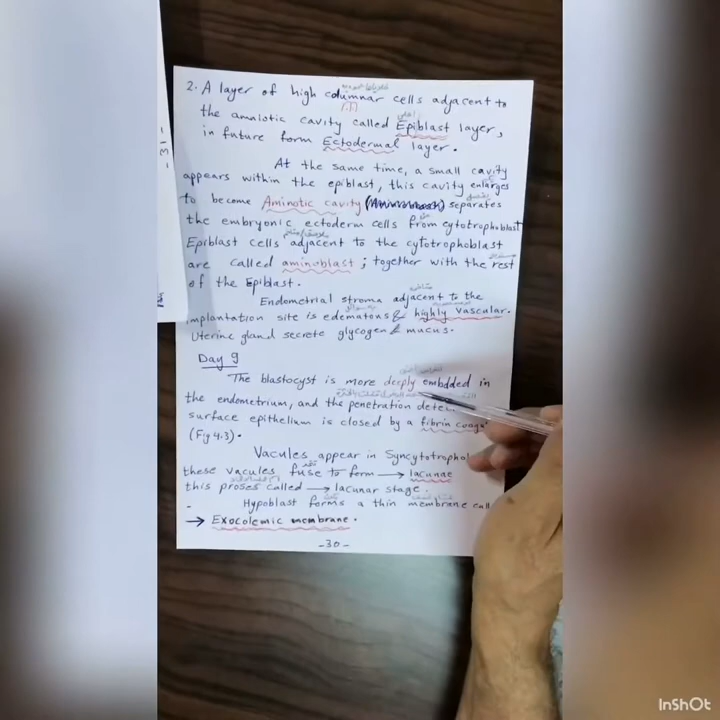 2. A layer of high columnar cells adjacent to
the amniotic cavity called Epiblast layer,
in future form Ectodermal layer.
At the same time, a small cavity
appears within the epiblast, this cavity enlarges
to become Aminotic cavity separates
the embryonic ectoderm cells from cytotrophoblast
Epiblast cells adjacent to the cytotrophoblast
are called aminoblast; together with the rest
of the Epiblast.
Endometrial stroma adjacent to the
implantation site is edematons & highly vascular.
Uterine gland secrete glycogen & mucus.
Day 9
The blastocyst is more deeply embdded in
the endometrium, and the penetration
surface epithelium is closed by a fibrin
(Fig 4.3).
Vacules appear in Syncytotrophol
these vacules fuse to form → lacunae
this proses called → lacunar stage.
- Hypoblast forms a thin membrane call
→ Exocolemic membrane.
-30-
-31-
InShOt